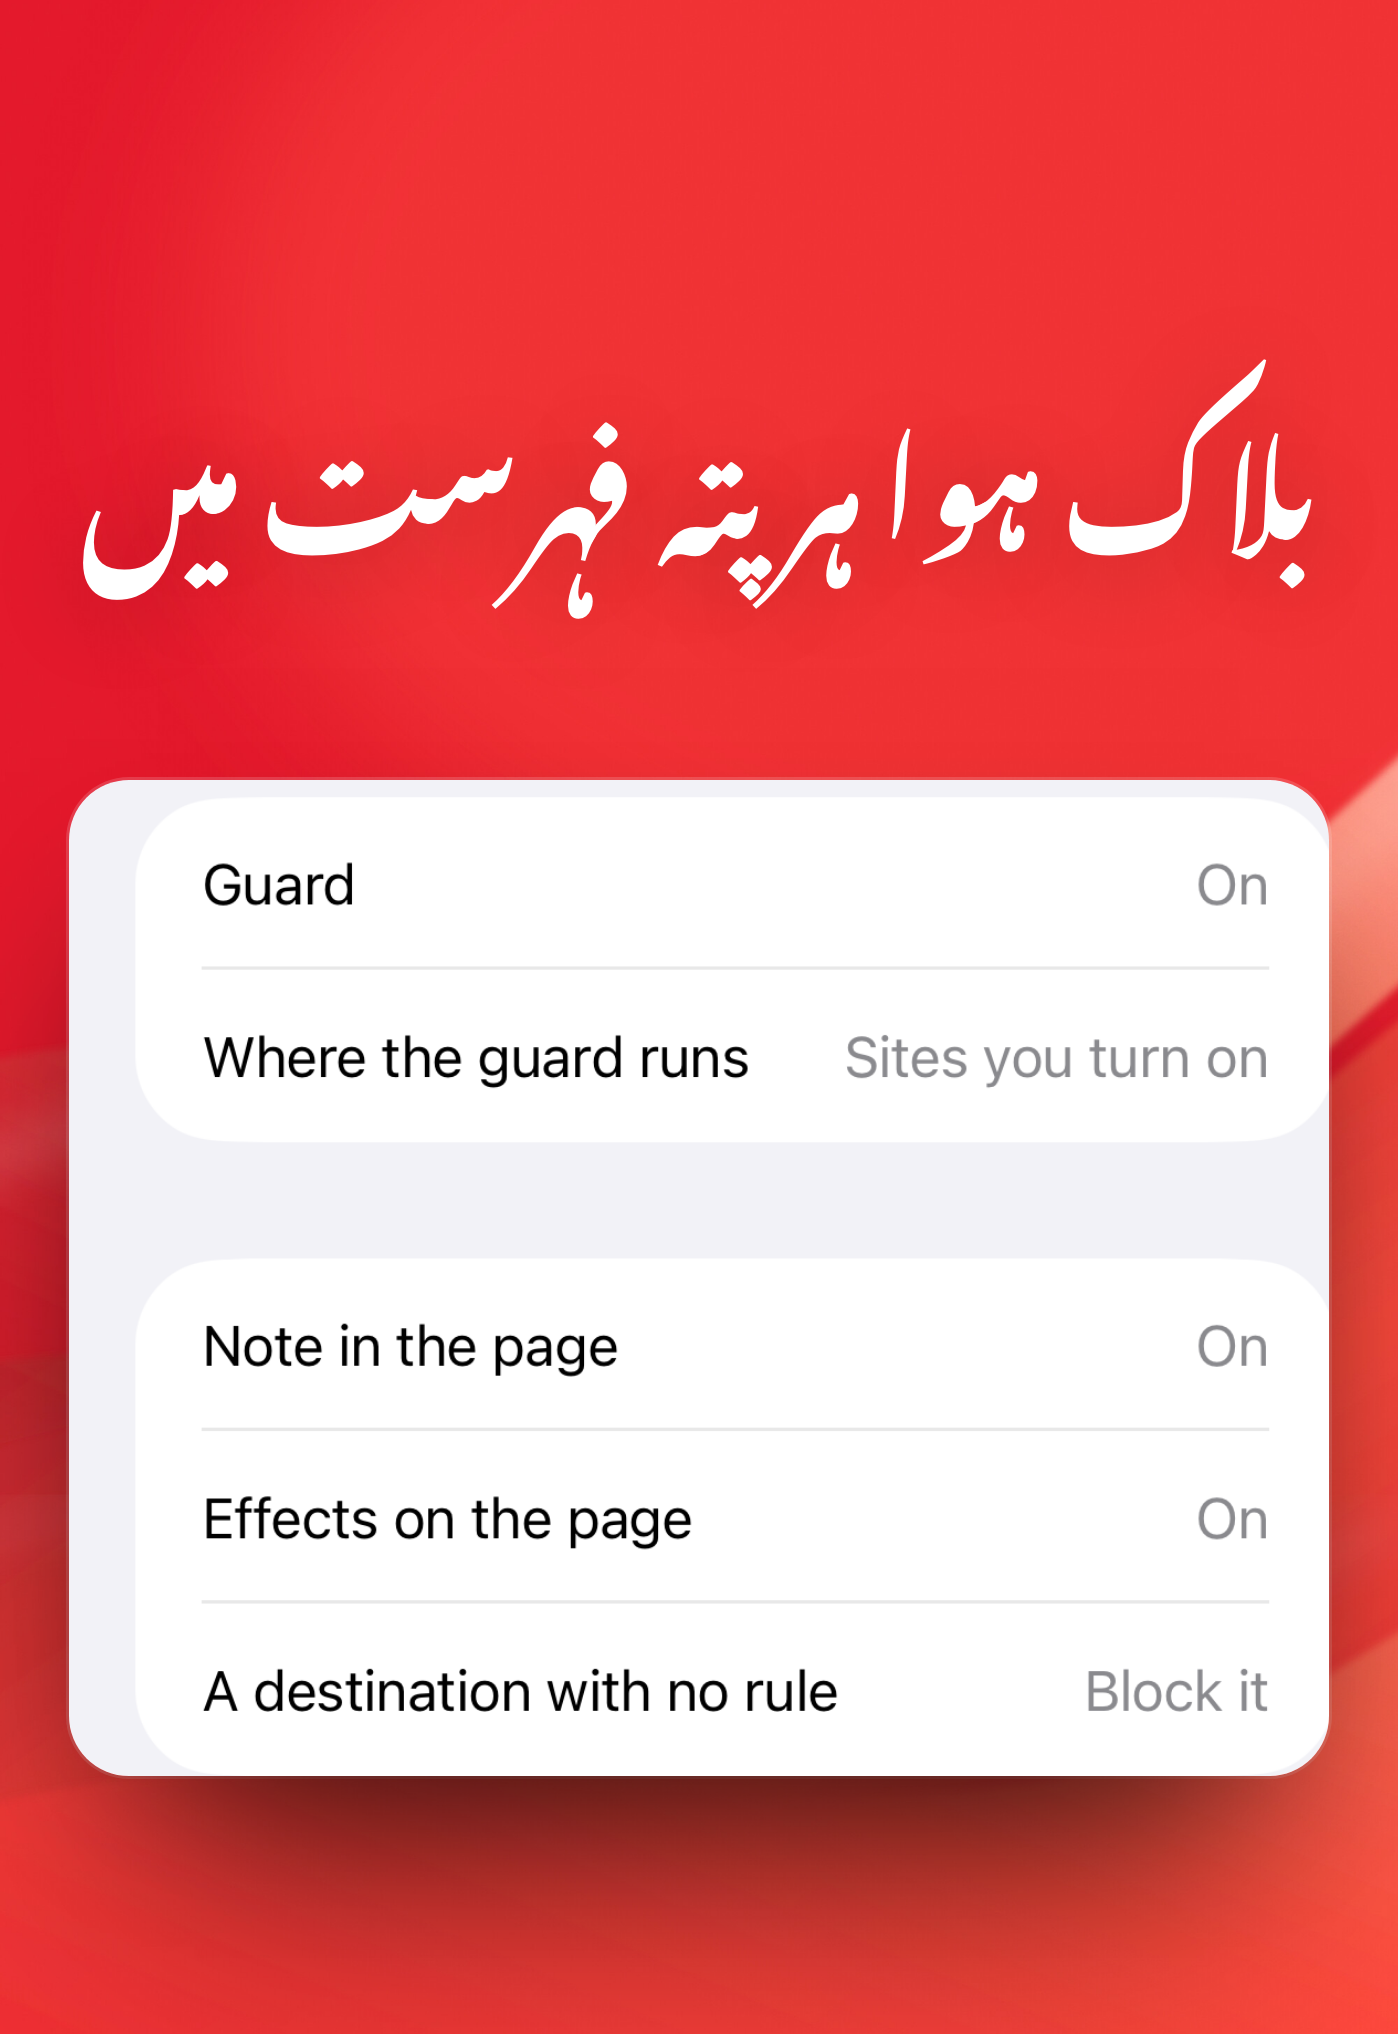 بلاک ہوا ہر پتہ فہرست میں
Guard On
Where the guard runs Sites you turn on
Note in the page On
Effects on the page On
A destination with no rule Block it